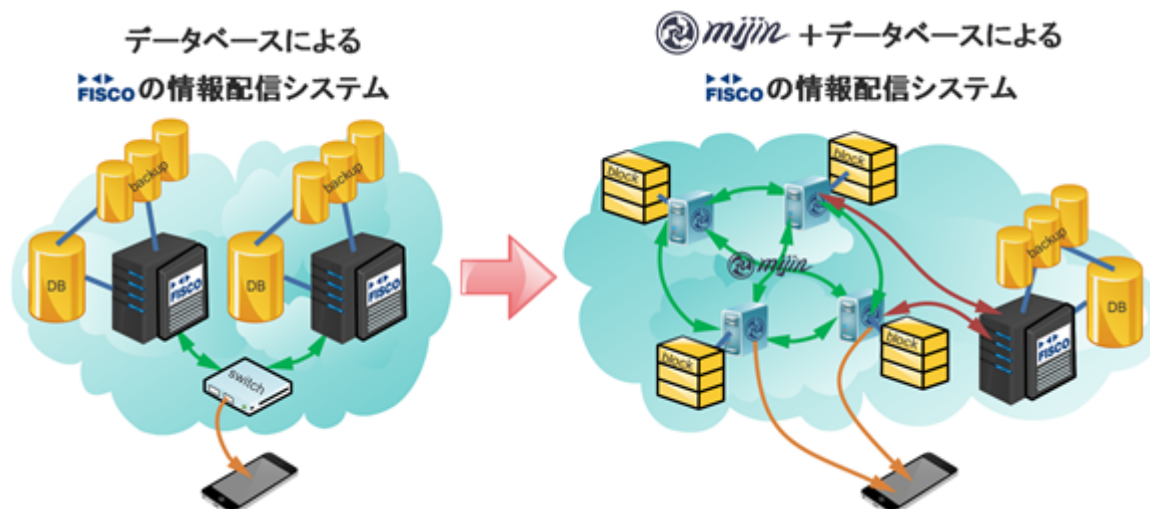 データベースによる
FISCOの情報配信システム
mijin +データベースによる
FISCOの情報配信システム
backup
backup
DB
DB
FISCO
FISCO
switch
block
block
mijin
block
block
backup
DB
FISCO